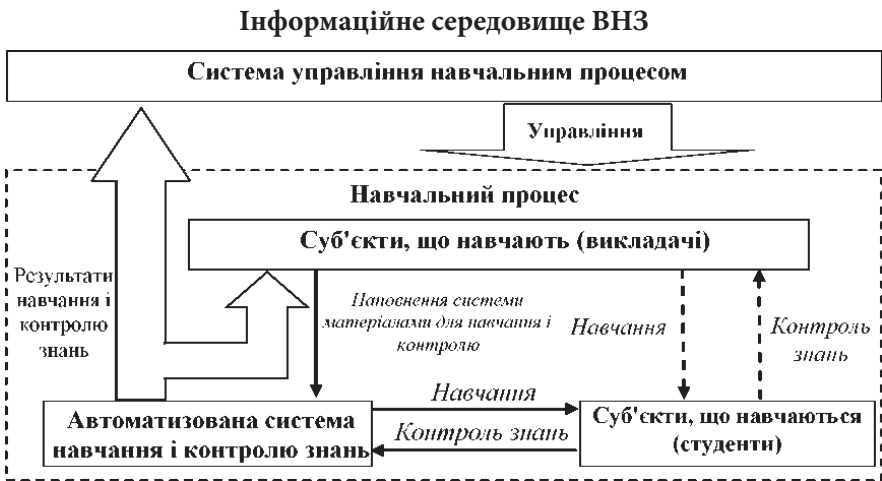 Інформаційне середовище ВНЗ
Система управління навчальним процесом
Управління
Навчальний процес
Суб'єкти, що навчають (викладачі)
Результати
навчання і
контролю
знань
Наповнення системи
матеріалами для навчання і
контролю
Навчання
Контроль
знань
Автоматизована система
навчання і контролю знань
Навчання
Контроль знань
Суб'єкти, що навчаються
(студенти)